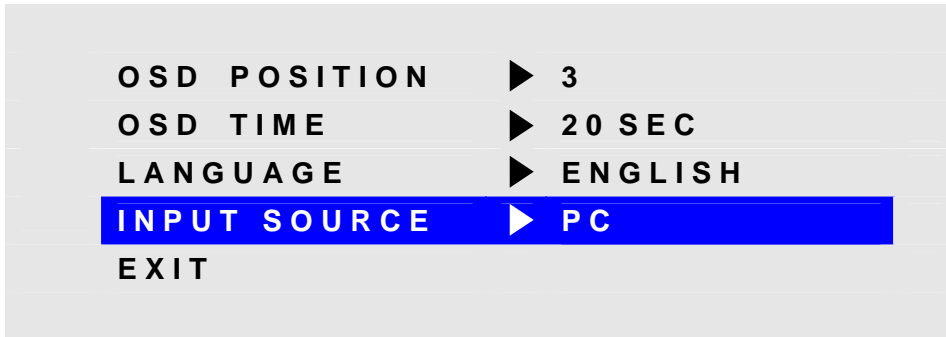 OSD POSITION ▶ 3
OSD TIME ▶ 20 SEC
LANGUAGE ▶ ENGLISH
INPUT SOURCE ▶ PC
EXIT